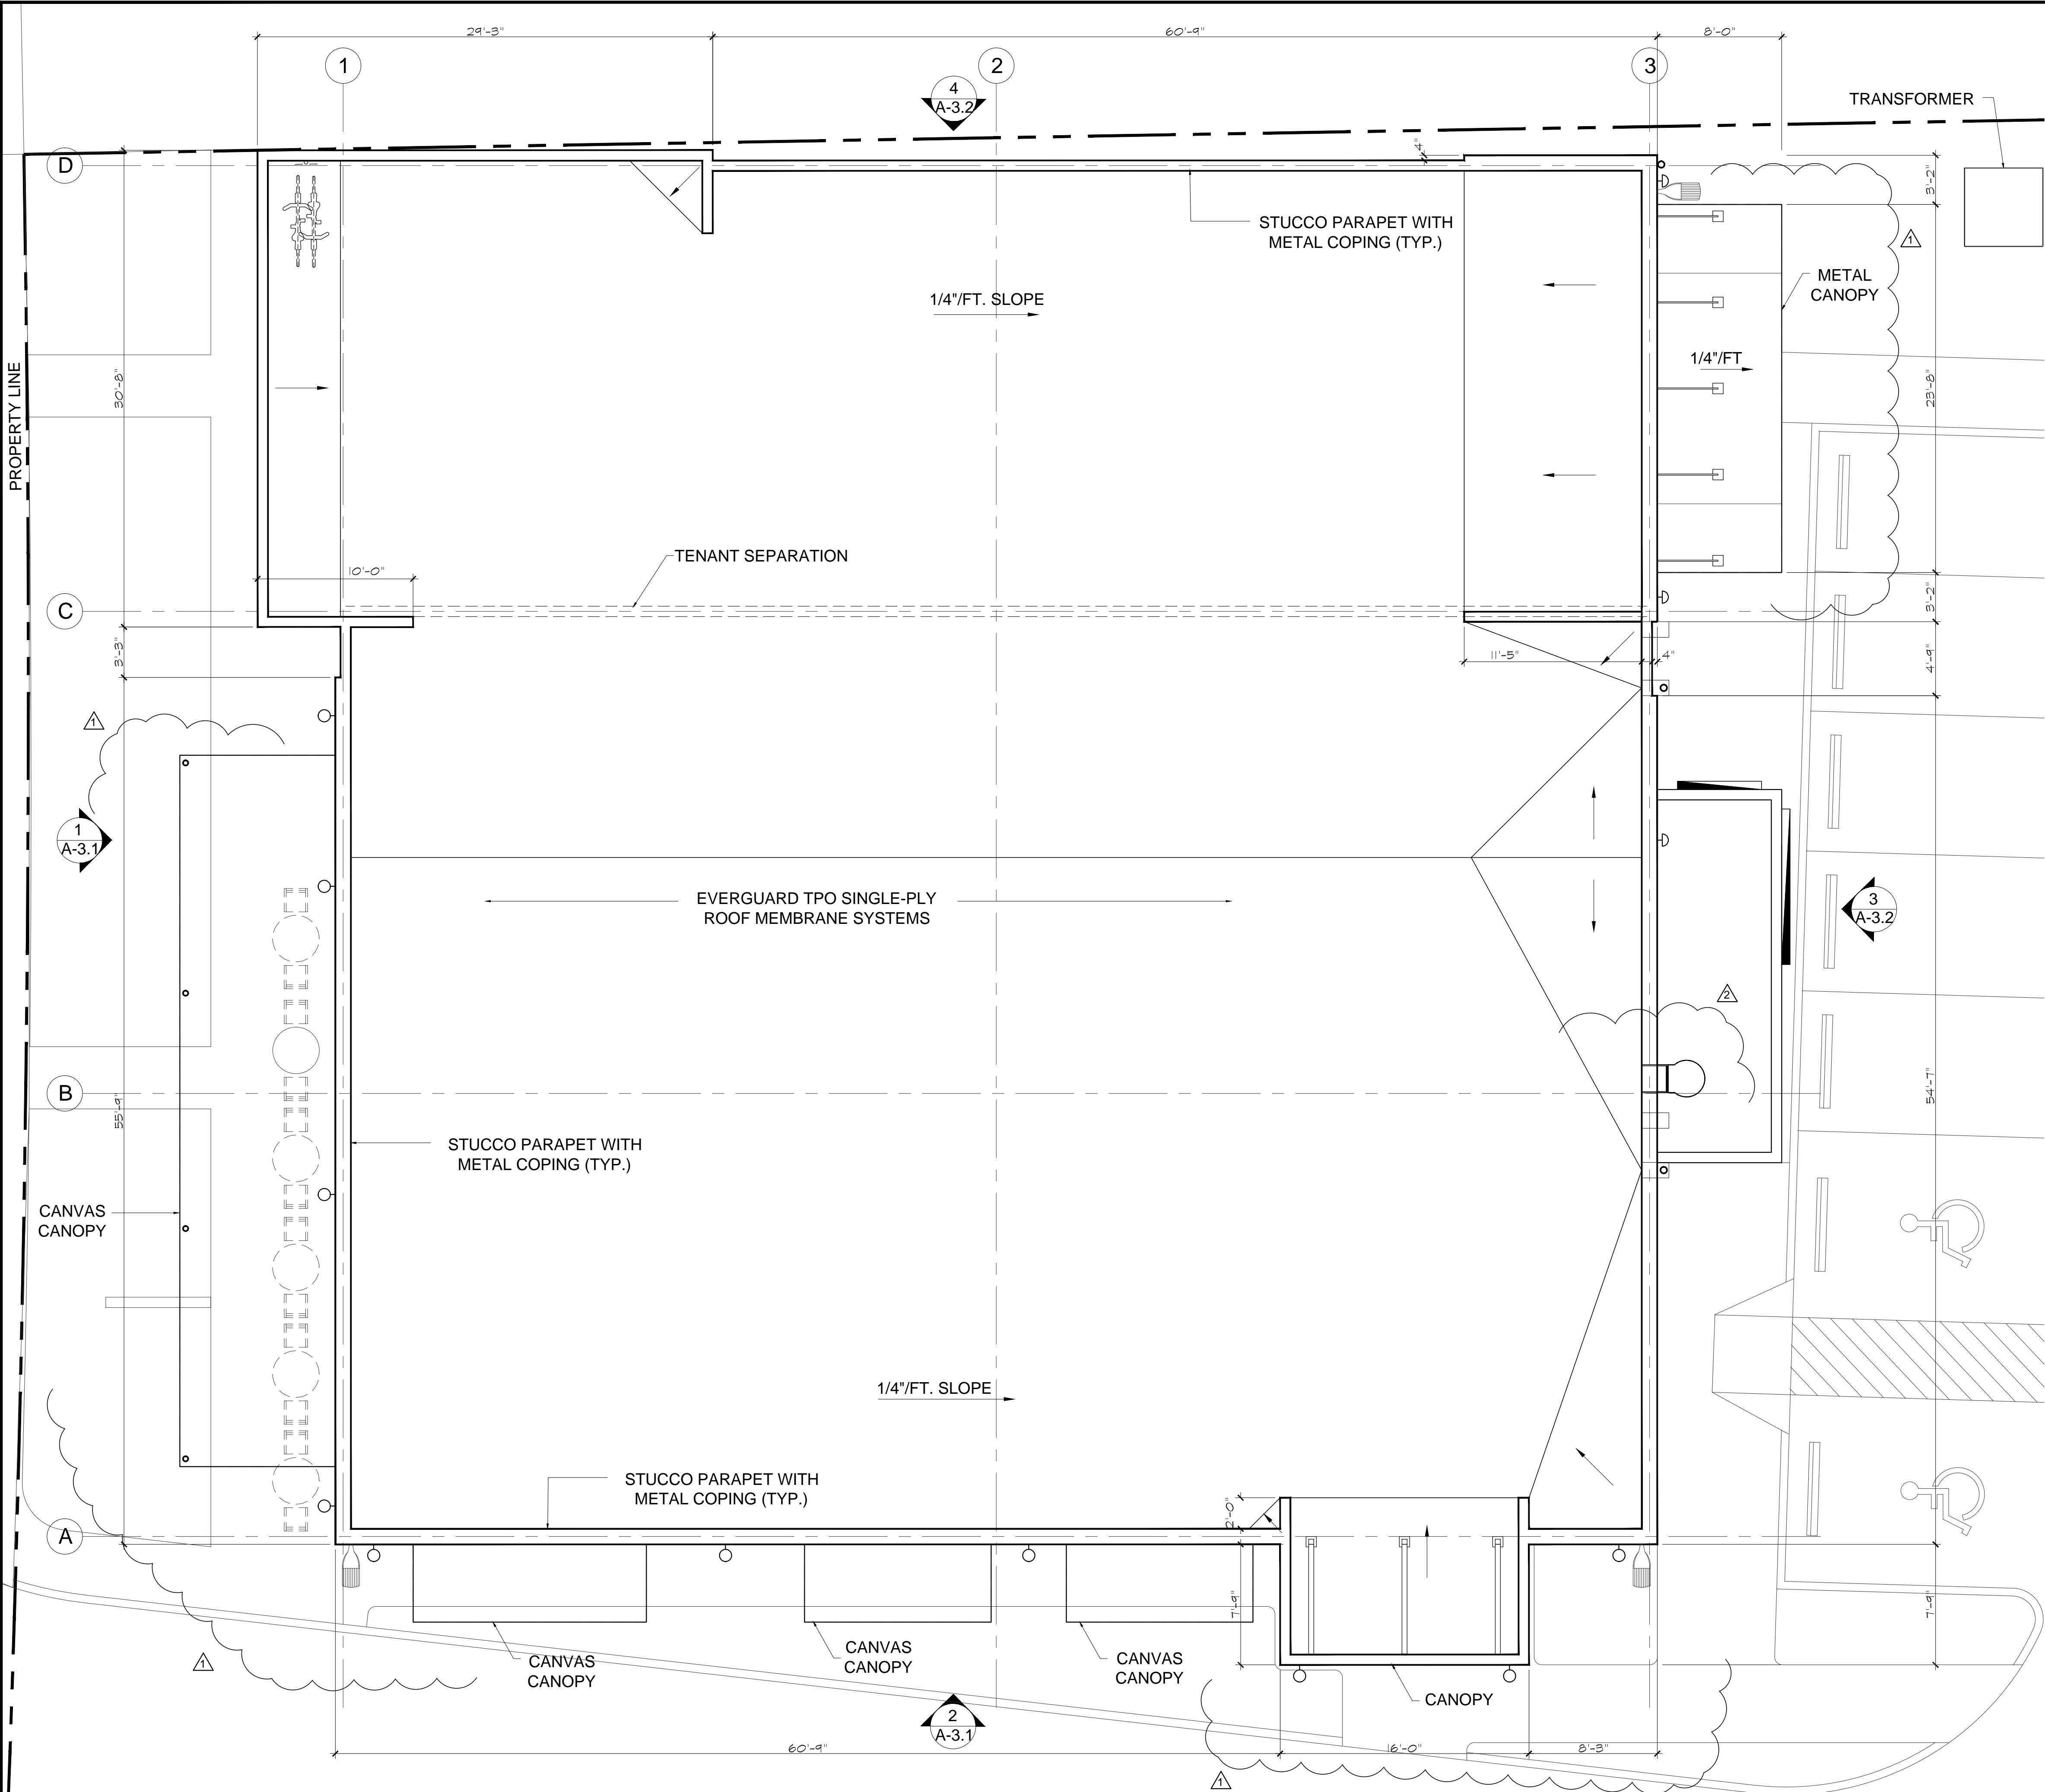 29'-3"
60'-9"
8'-0"
1
2
3
4
A-3.2
TRANSFORMER
D
4"
3'-2"
STUCCO PARAPET WITH
METAL COPING (TYP.)
1
METAL
CANOPY
1/4"/FT. SLOPE
1/4"/FT
PROPERTY LINE
30'-8"
23'-8"
TENANT SEPARATION
10'-0"
C
3'-2"
3'-3"
11'-5"
4"
4'-9"
1
1
A-3.1
EVERGUARD TPO SINGLE-PLY
ROOF MEMBRANE SYSTEMS
3
A-3.2
2
B
55'-9"
54'-7"
STUCCO PARAPET WITH
METAL COPING (TYP.)
CANVAS
CANOPY
1/4"/FT. SLOPE
STUCCO PARAPET WITH
METAL COPING (TYP.)
2'-0"
A
7'-9"
7'-9"
CANVAS
CANOPY
CANVAS
CANOPY
CANVAS
CANOPY
1
CANOPY
2
A-3.1
60'-9"
16'-0"
8'-3"
1